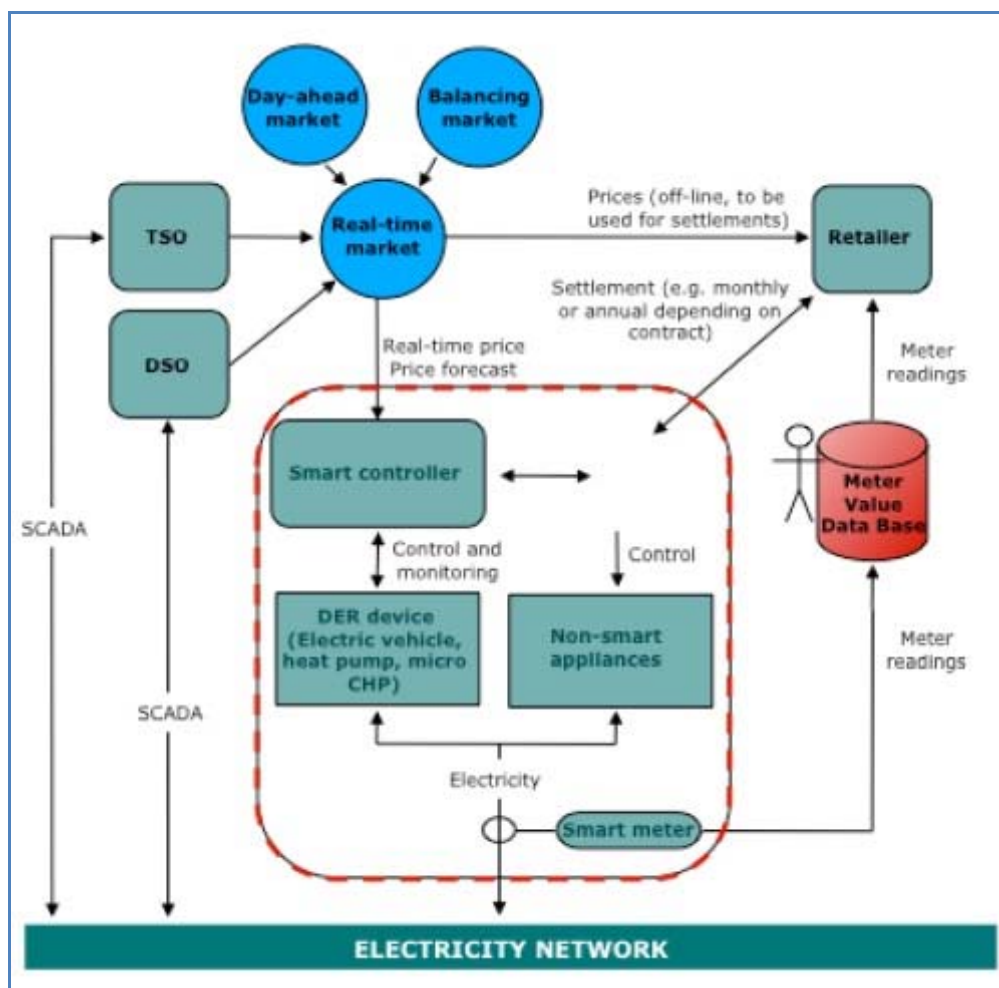 Day-ahead
market
Balancing
market
TSO
Real-time
market
Prices (off-line, to be
used for settlements)
Retailer
Settlement (e.g. monthly
or annual depending on
contract)
DSO
Real-time price
Price forecast
Meter
readings
Smart controller
Meter
Value
Data Base
SCADA
Control and
monitoring
Control
DER device
(Electric vehicle,
heat pump, micro
CHP)
Non-smart
appliances
Meter
readings
SCADA
Electricity
Smart meter
ELECTRICITY NETWORK